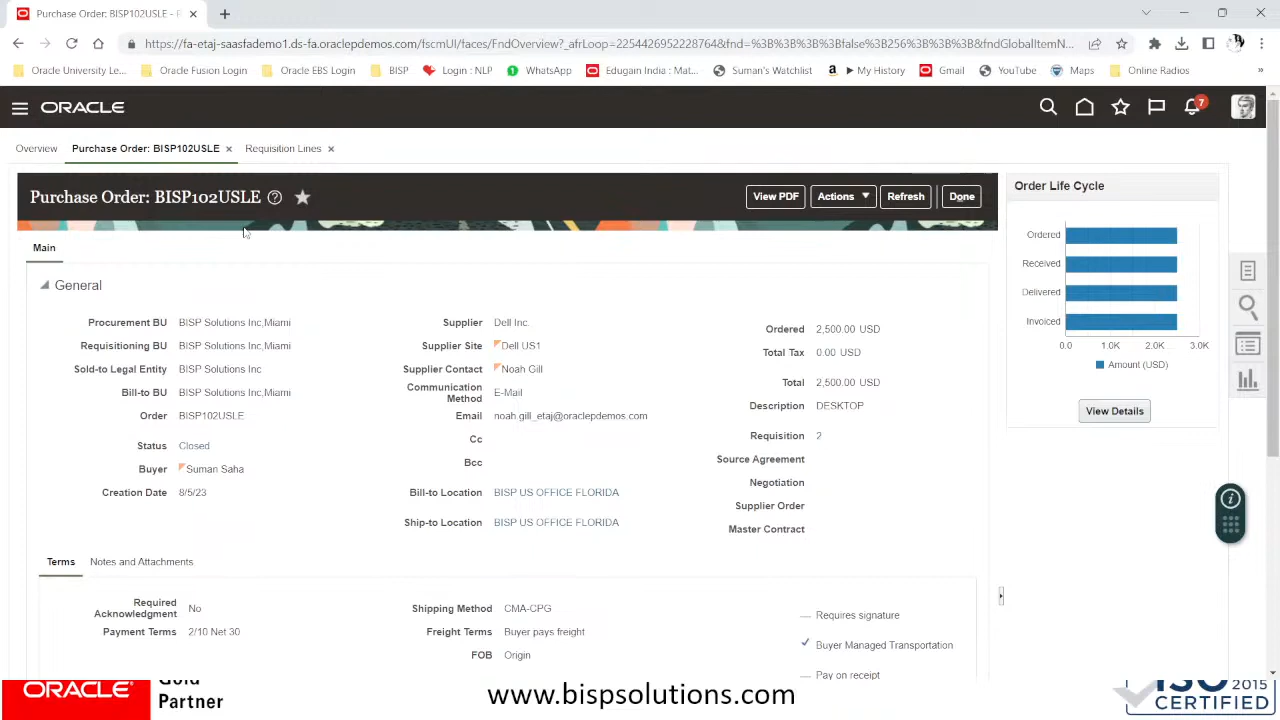 Purchase Order: BISP102USLE - F
https://fa-etaj-saasfademo1.ds-fa.oraclepdemos.com/fscmUI/faces/FndOverview?_afrLoop=2254426952228764&fnd=%3B%3B%3B%3Bfalse%3B256%3B%3B%3B&fndGlobalItemN...
Oracle University Le...
Oracle Fusion Login
Oracle EBS Login
BISP
Login : NLP
WhatsApp
Edugain India : Mat...
Suman's Watchlist
My History
Gmail
YouTube
Maps
Online Radios
ORACLE
7
Overview
Purchase Order: BISP102USLE
Requisition Lines
Purchase Order: BISP102USLE
View PDF
Actions
Refresh
Done
Main
General
Procurement BU BISP Solutions Inc,Miami
Requisitioning BU BISP Solutions Inc,Miami
Sold-to Legal Entity BISP Solutions Inc
Bill-to BU BISP Solutions Inc,Miami
Order BISP102USLE
Status Closed
Buyer Suman Saha
Creation Date 8/5/23
Supplier Dell Inc.
Supplier Site Dell US1
Supplier Contact Noah Gill
Communication
Method E-Mail
Email noah.gill_etaj@oraclepdemos.com
Cc
Bcc
Bill-to Location BISP US OFFICE FLORIDA
Ship-to Location BISP US OFFICE FLORIDA
Ordered 2,500.00 USD
Total Tax 0.00 USD
Total 2,500.00 USD
Description DESKTOP
Requisition 2
Source Agreement
Negotiation
Supplier Order
Master Contract
Terms
Notes and Attachments
Required
Acknowledgment No
Payment Terms 2/10 Net 30
Shipping Method CMA-CPG
Freight Terms Buyer pays freight
FOB Origin
Requires signature
Buyer Managed Transportation
Pay on receipt
Order Life Cycle
Ordered
Received
Delivered
Invoiced
0.0 1.0K 2.0K 3.0K
Amount (USD)
View Details
ORACLE
Gold
Partner
www.bispsolutions.com
ISO 2015
CERTIFIED